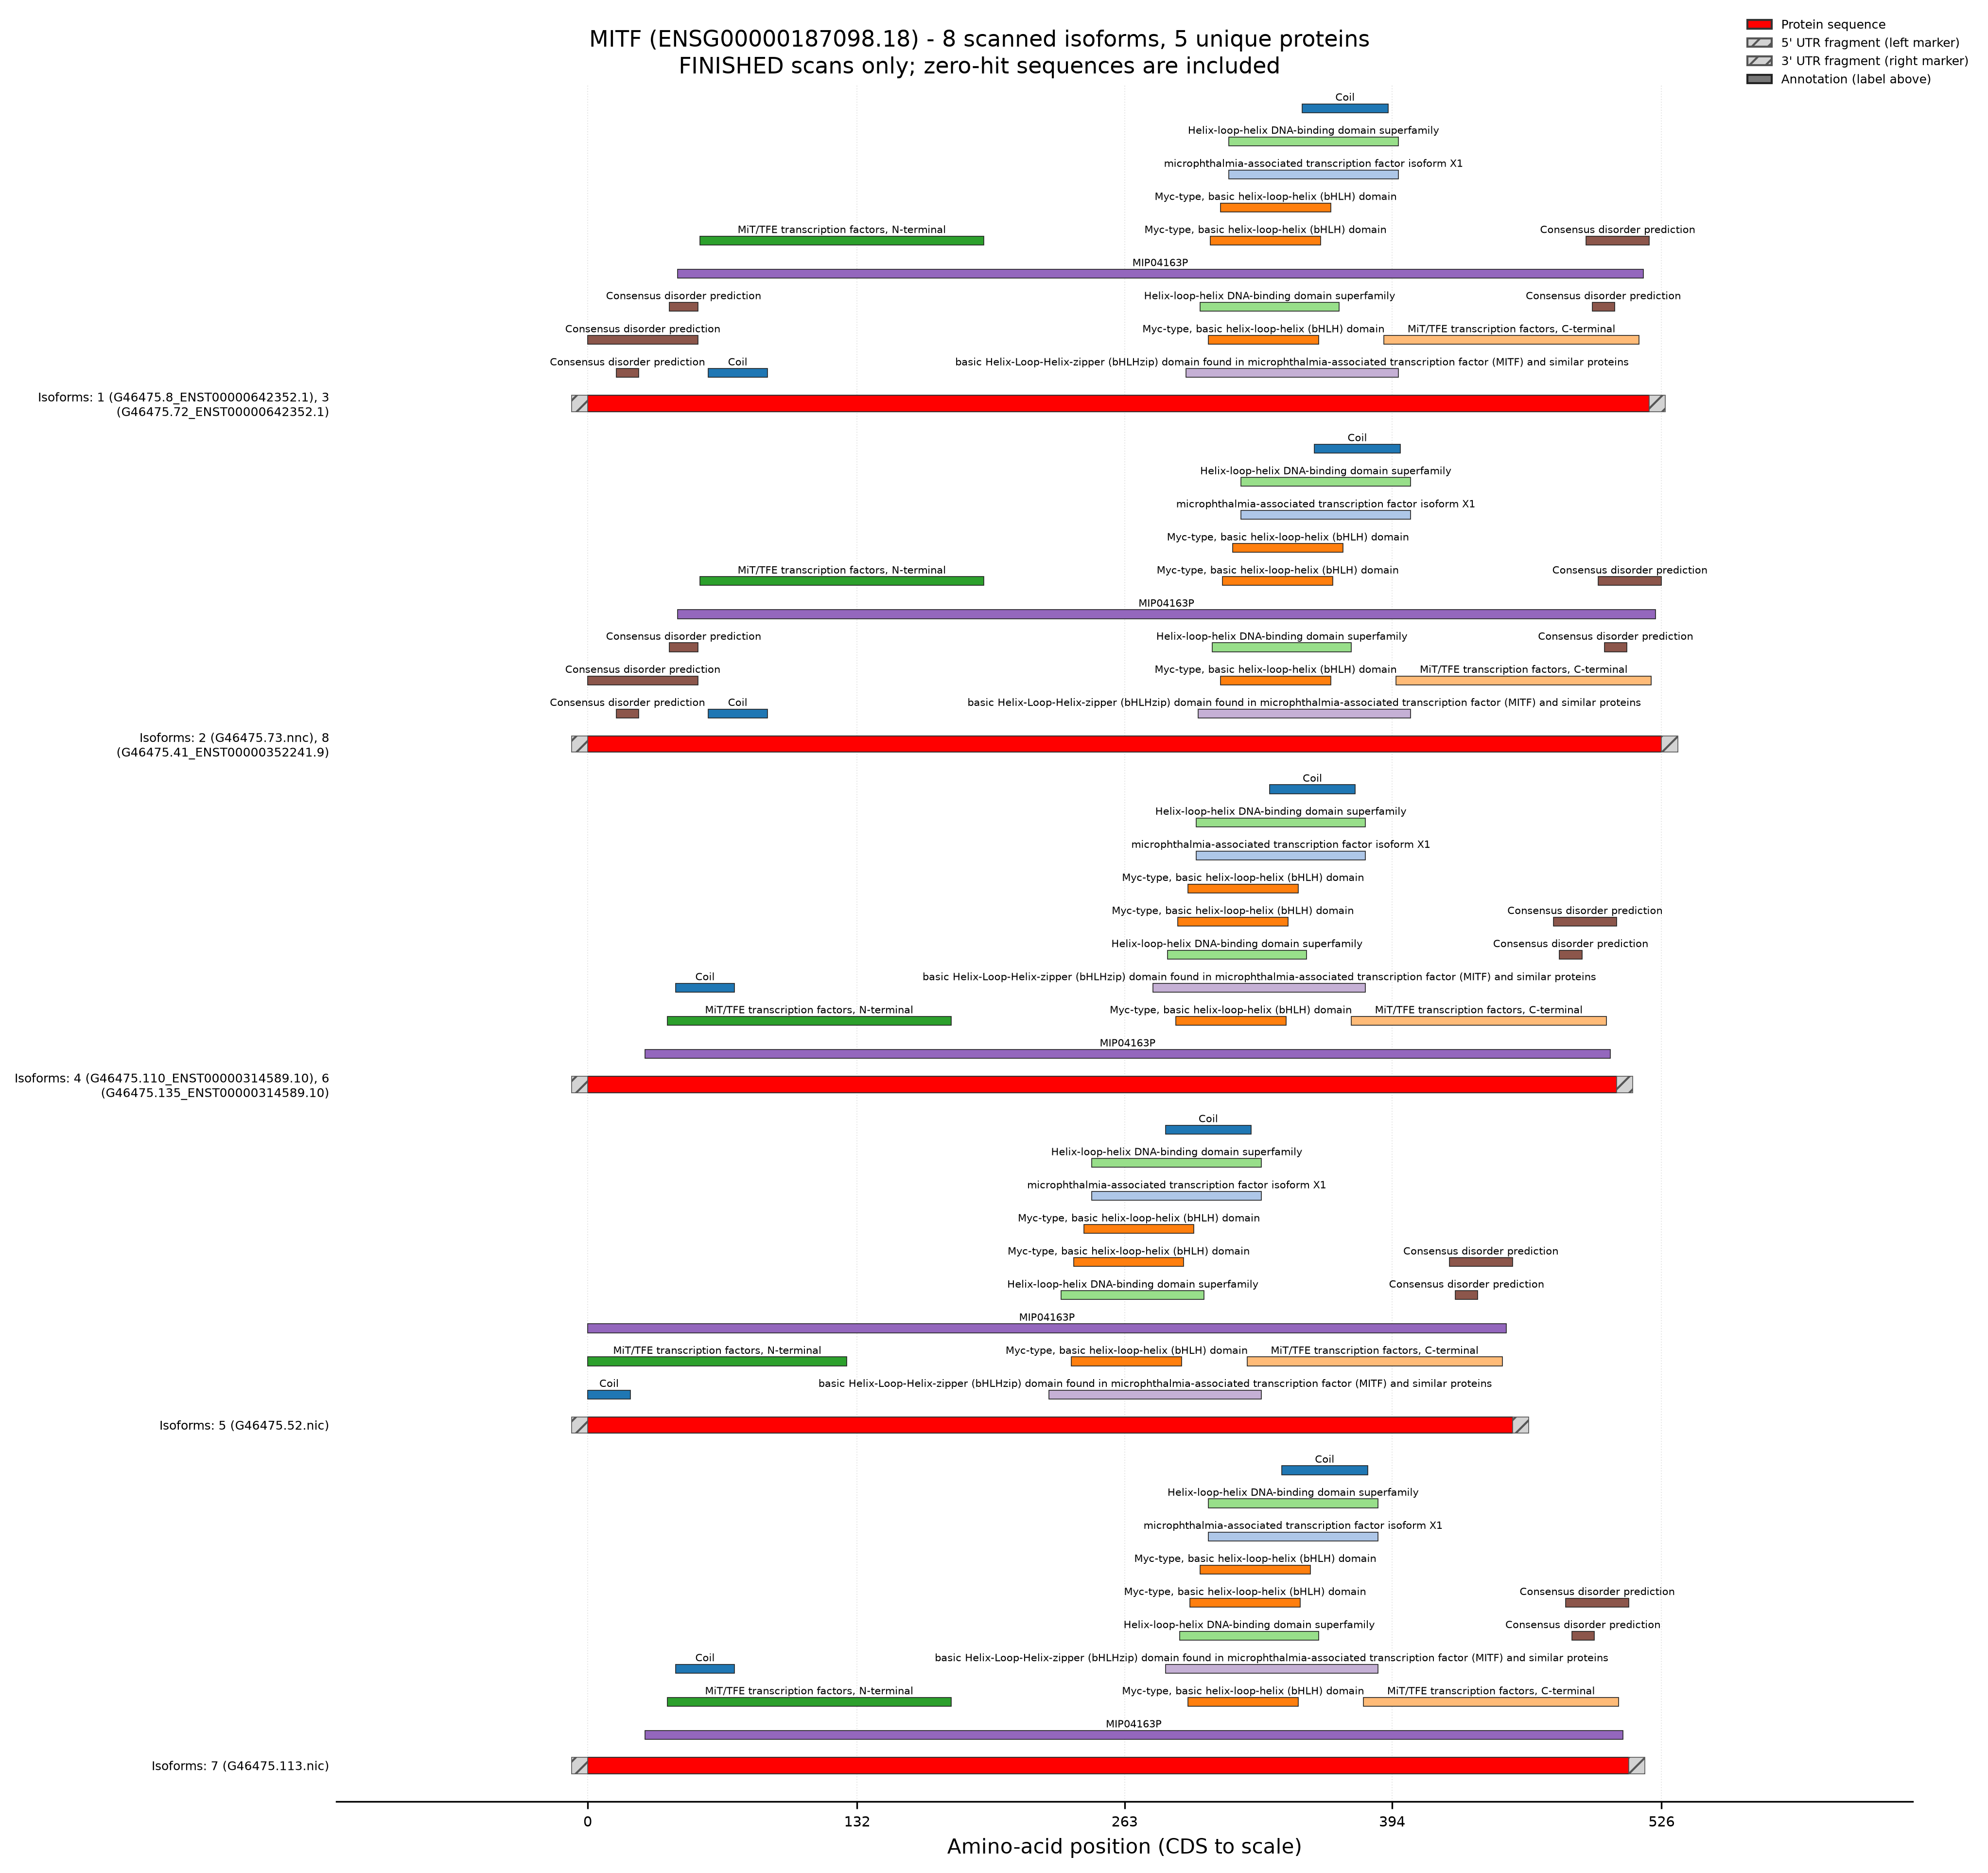 MITF (ENSG00000187098.18) - 8 scanned isoforms, 5 unique proteins
FINISHED scans only; zero-hit sequences are included
Protein sequence
5' UTR fragment (left marker)
3' UTR fragment (right marker)
Annotation (label above)
Coil
Helix-loop-helix DNA-binding domain superfamily
microphthalmia-associated transcription factor isoform X1
Myc-type, basic helix-loop-helix (bHLH) domain
MiT/TFE transcription factors, N-terminal
Myc-type, basic helix-loop-helix (bHLH) domain
Consensus disorder prediction
MIP04163P
Consensus disorder prediction
Helix-loop-helix DNA-binding domain superfamily
Consensus disorder prediction
Consensus disorder prediction
Myc-type, basic helix-loop-helix (bHLH) domain
MiT/TFE transcription factors, C-terminal
Consensus disorder prediction
Coil
basic Helix-Loop-Helix-zipper (bHLHzip) domain found in microphthalmia-associated transcription factor (MITF) and similar proteins
Isoforms: 1 (G46475.8_ENST00000642352.1), 3
(G46475.72_ENST00000642352.1)
Coil
Helix-loop-helix DNA-binding domain superfamily
microphthalmia-associated transcription factor isoform X1
Myc-type, basic helix-loop-helix (bHLH) domain
MiT/TFE transcription factors, N-terminal
Myc-type, basic helix-loop-helix (bHLH) domain
Consensus disorder prediction
MIP04163P
Consensus disorder prediction
Helix-loop-helix DNA-binding domain superfamily
Consensus disorder prediction
Consensus disorder prediction
Myc-type, basic helix-loop-helix (bHLH) domain
MiT/TFE transcription factors, C-terminal
Consensus disorder prediction
Coil
basic Helix-Loop-Helix-zipper (bHLHzip) domain found in microphthalmia-associated transcription factor (MITF) and similar proteins
Isoforms: 2 (G46475.73.nnc), 8
(G46475.41_ENST00000352241.9)
Coil
Helix-loop-helix DNA-binding domain superfamily
microphthalmia-associated transcription factor isoform X1
Myc-type, basic helix-loop-helix (bHLH) domain
Myc-type, basic helix-loop-helix (bHLH) domain
Consensus disorder prediction
Helix-loop-helix DNA-binding domain superfamily
Consensus disorder prediction
Coil
basic Helix-Loop-Helix-zipper (bHLHzip) domain found in microphthalmia-associated transcription factor (MITF) and similar proteins
MiT/TFE transcription factors, N-terminal
Myc-type, basic helix-loop-helix (bHLH) domain
MiT/TFE transcription factors, C-terminal
MIP04163P
Isoforms: 4 (G46475.110_ENST00000314589.10), 6
(G46475.135_ENST00000314589.10)
Coil
Helix-loop-helix DNA-binding domain superfamily
microphthalmia-associated transcription factor isoform X1
Myc-type, basic helix-loop-helix (bHLH) domain
Myc-type, basic helix-loop-helix (bHLH) domain
Consensus disorder prediction
Helix-loop-helix DNA-binding domain superfamily
Consensus disorder prediction
MIP04163P
MiT/TFE transcription factors, N-terminal
Myc-type, basic helix-loop-helix (bHLH) domain
MiT/TFE transcription factors, C-terminal
Coil
basic Helix-Loop-Helix-zipper (bHLHzip) domain found in microphthalmia-associated transcription factor (MITF) and similar proteins
Isoforms: 5 (G46475.52.nic)
Coil
Helix-loop-helix DNA-binding domain superfamily
microphthalmia-associated transcription factor isoform X1
Myc-type, basic helix-loop-helix (bHLH) domain
Myc-type, basic helix-loop-helix (bHLH) domain
Consensus disorder prediction
Helix-loop-helix DNA-binding domain superfamily
Consensus disorder prediction
Coil
basic Helix-Loop-Helix-zipper (bHLHzip) domain found in microphthalmia-associated transcription factor (MITF) and similar proteins
MiT/TFE transcription factors, N-terminal
Myc-type, basic helix-loop-helix (bHLH) domain
MiT/TFE transcription factors, C-terminal
MIP04163P
Isoforms: 7 (G46475.113.nic)
0
132
263
394
526
Amino-acid position (CDS to scale)